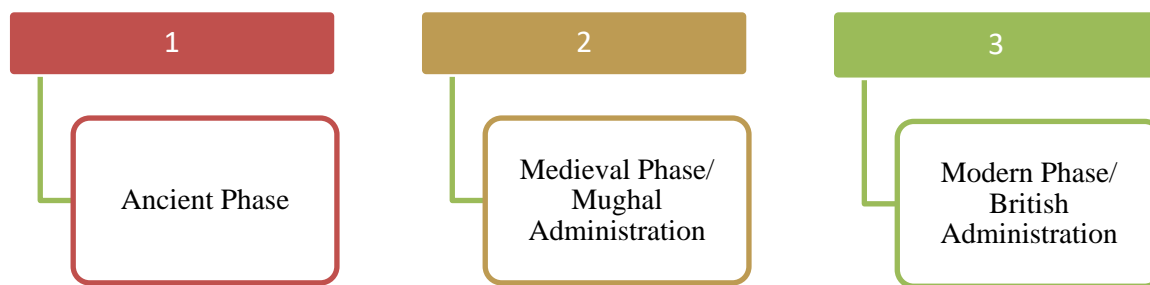 1
Ancient Phase
2
Medieval Phase/
Mughal
Administration
3
Modern Phase/
British
Administration